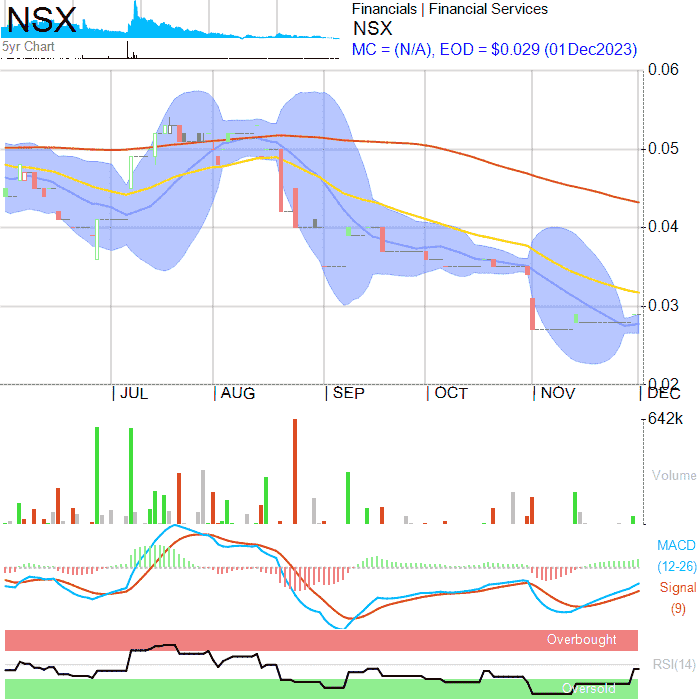 NSX
5yr Chart
Financials | Financial Services
NSX
MC = (N/A), EOD = $0.029 (01Dec2023)
0.06
0.05
0.04
0.03
0.02
JUL
AUG
SEP
OCT
NOV
DEC
642k
Volume
MACD
(12-26)
Signal
(9)
Overbought
RSI(14)
Oversold